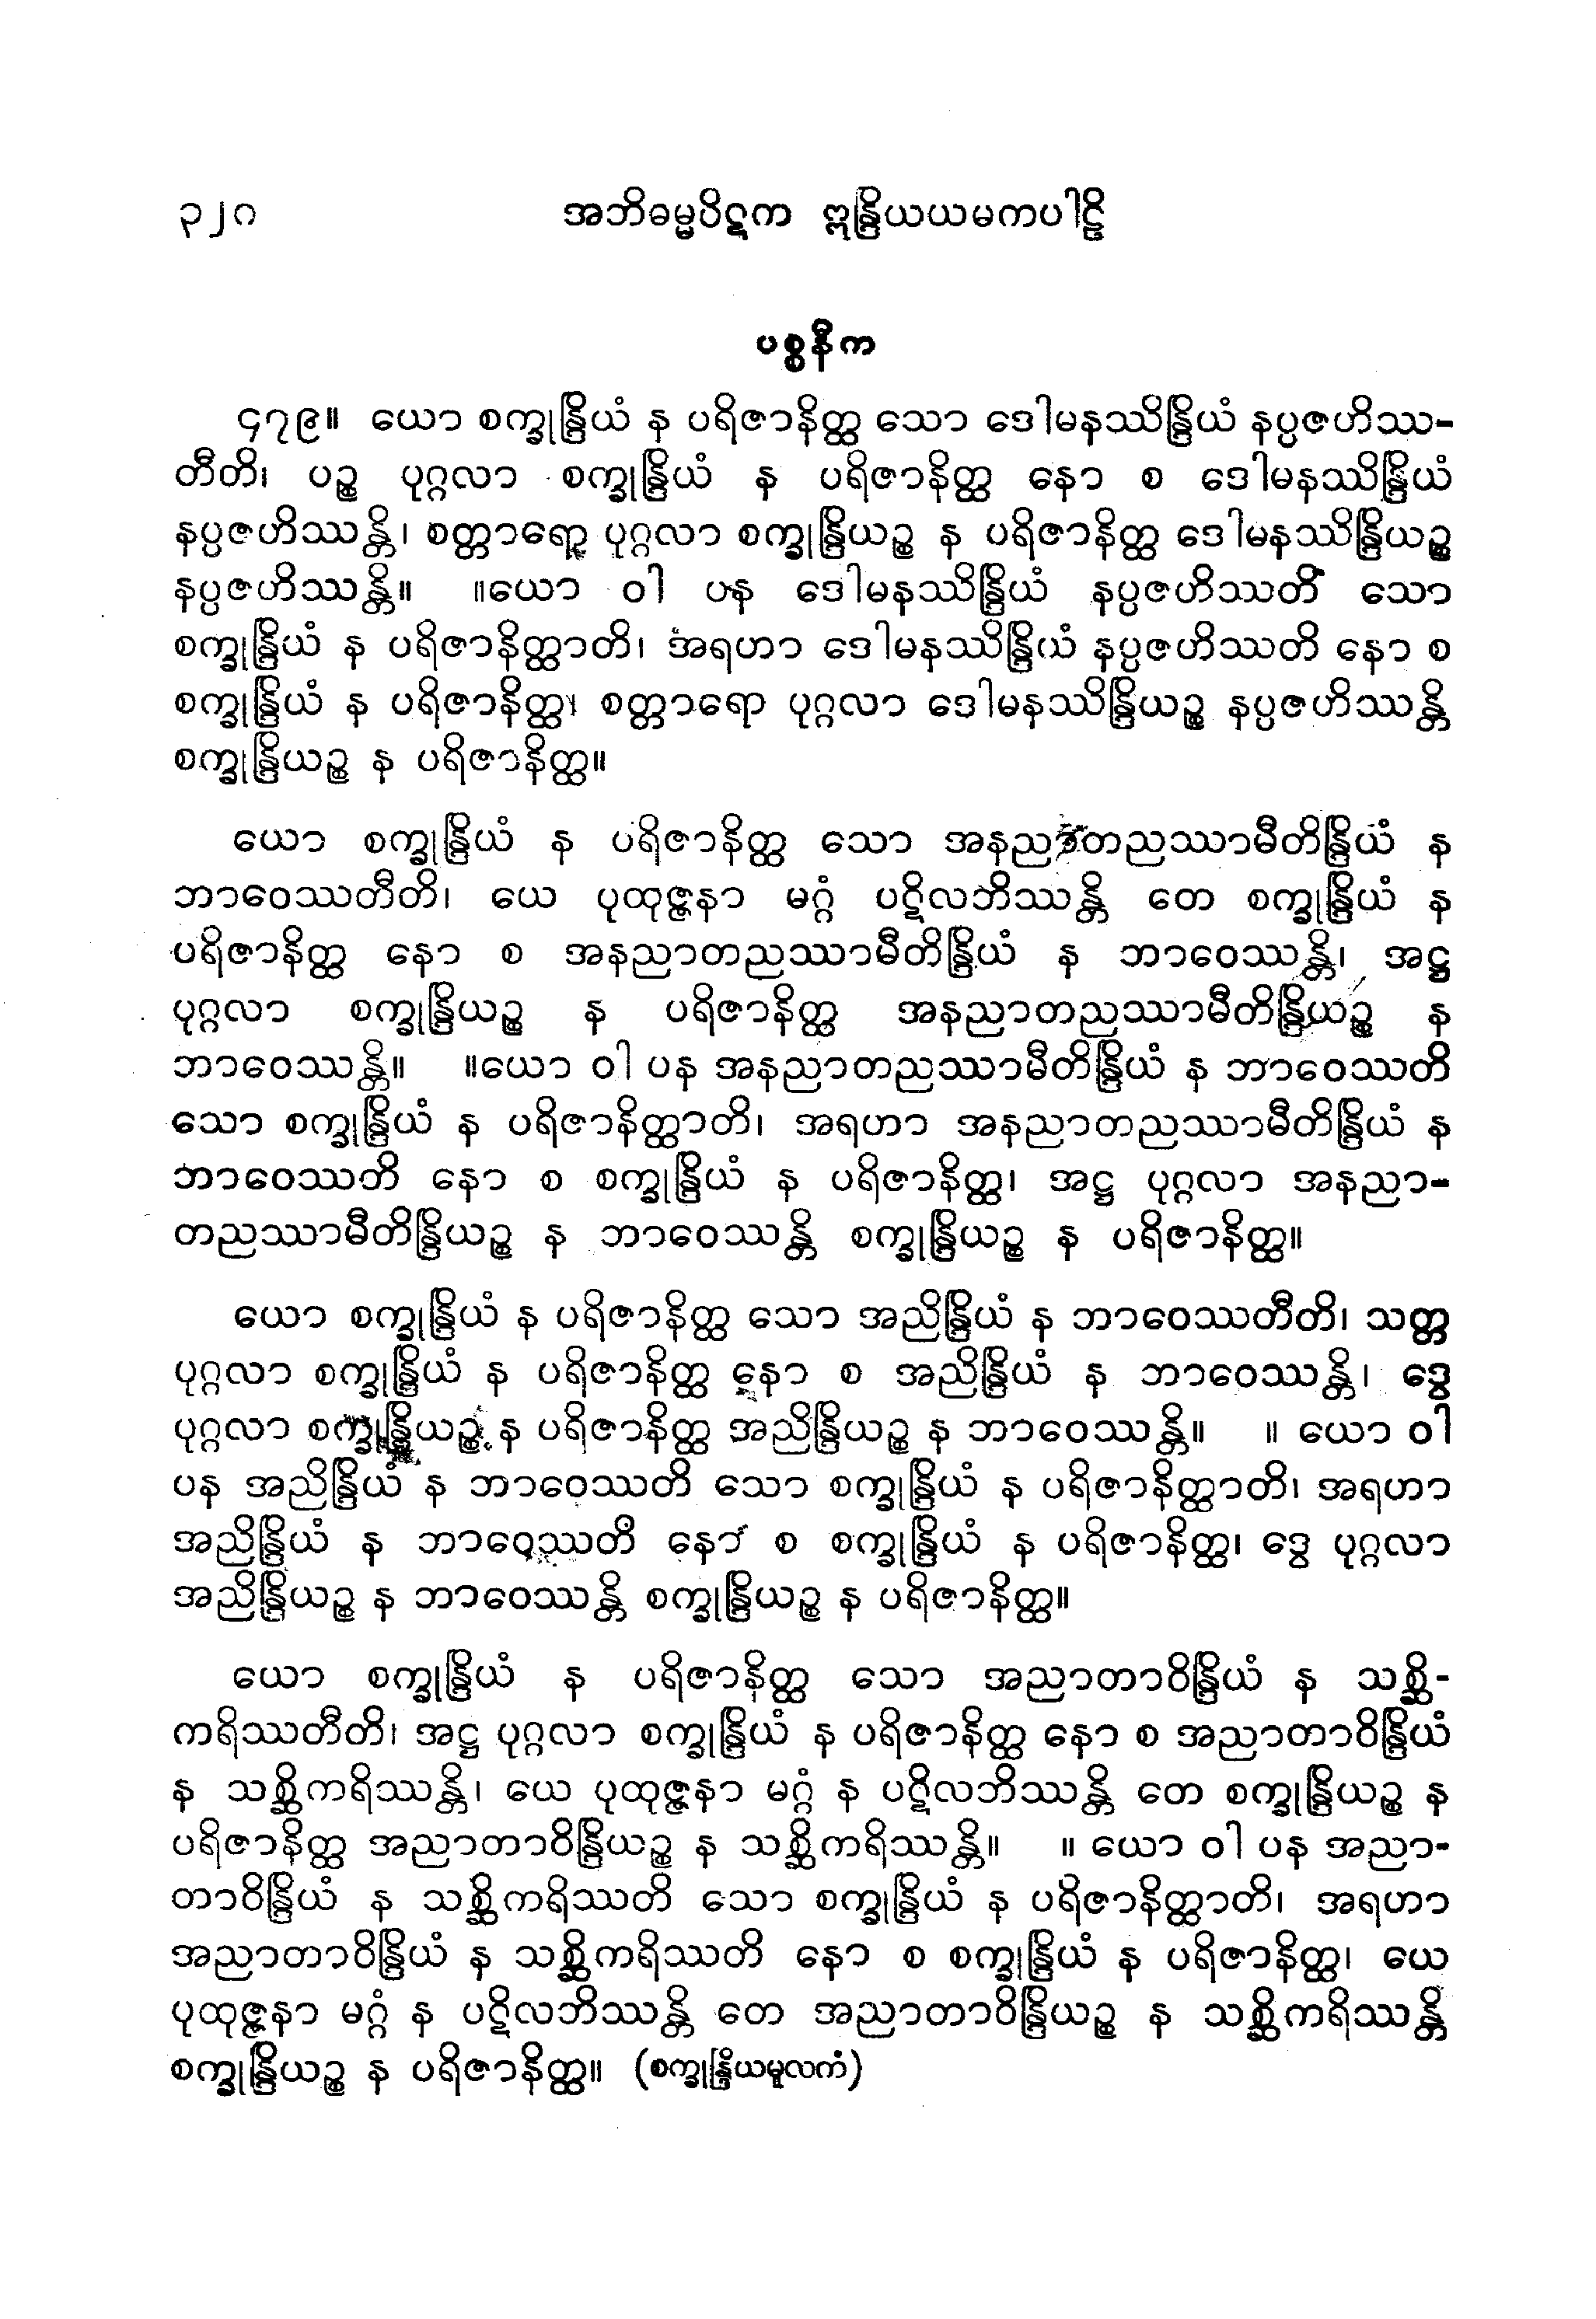 ၃၂ဂ အဘိဓမ္မပိဋက ဣန္ဒြိယယမကပါဠိ
ပစ္စနီက
၄၇၉။ ယော စက္ခုန္ဒြိယံ န ပရိဇာနိတ္ထ သော ဒေါမနဿိန္ဒြိယံ နပ္ပဇဟိဿ-
တီတိ၊ ပဉ္စ ပုဂ္ဂလာ စက္ခုန္ဒြိယံ န ပရိဇာနိတ္ထ နော စ ဒေါမနဿိန္ဒြိယံ
နပ္ပဇဟိဿန္တိ၊ စတ္တာရော ပုဂ္ဂလာ စက္ခုန္ဒြိယဉ္စ န ပရိဇာနိတ္ထ ဒေါမနဿိန္ဒြိယဉ္စ
နပ္ပဇဟိဿန္တိ။ ။ယော ဝါ ပန ဒေါမနဿိန္ဒြိယံ နပ္ပဇဟိဿတိ သော
စက္ခုန္ဒြိယံ န ပရိဇာနိတ္ထာတိ၊ အရဟာ ဒေါမနဿိန္ဒြိယံ နပ္ပဇဟိဿတိ နော စ
စက္ခုန္ဒြိယံ န ပရိဇာနိတ္ထ၊ စတ္တာရော ပုဂ္ဂလာ ဒေါမနဿိန္ဒြိယဉ္စ နပ္ပဇဟိဿန္တိ
စက္ခုန္ဒြိယဉ္စ န ပရိဇာနိတ္ထ။
ယော စက္ခုန္ဒြိယံ န ပရိဇာနိတ္ထ သော အနညာတညဿာမီတိန္ဒြိယံ န
ဘာဝေဿတီတိ၊ ယေ ပုထုဇ္ဇနာ မဂ္ဂံ ပဋိလဘိဿန္တိ တေ စက္ခုန္ဒြိယံ န
ပရိဇာနိတ္ထ နော စ အနညာတညဿာမီတိန္ဒြိယံ န ဘာဝေဿန္တိ၊ အဋ္ဌ
ပုဂ္ဂလာ စက္ခုန္ဒြိယဉ္စ န ပရိဇာနိတ္ထ အနညာတညဿာမီတိန္ဒြိယဉ္စ န
ဘာဝေဿန္တိ။ ။ယော ဝါ ပန အနညာတညဿာမီတိန္ဒြိယံ န ဘာဝေဿတိ
သော စက္ခုန္ဒြိယံ န ပရိဇာနိတ္ထာတိ၊ အရဟာ အနညာတညဿာမီတိန္ဒြိယံ န
ဘာဝေဿတိ နော စ စက္ခုန္ဒြိယံ န ပရိဇာနိတ္ထ၊ အဋ္ဌ ပုဂ္ဂလာ အနညာ-
တညဿာမီတိန္ဒြိယဉ္စ န ဘာဝေဿန္တိ စက္ခုန္ဒြိယဉ္စ န ပရိဇာနိတ္ထ။
ယော စက္ခုန္ဒြိယံ န ပရိဇာနိတ္ထ သော အညိန္ဒြိယံ န ဘာဝေဿတီတိ၊ သတ္တ
ပုဂ္ဂလာ စက္ခုန္ဒြိယံ န ပရိဇာနိတ္ထ နော စ အညိန္ဒြိယံ န ဘာဝေဿန္တိ၊ ဒွေ
ပုဂ္ဂလာ စက္ခုန္ဒြိယဉ္စ န ပရိဇာနိတ္ထ အညိန္ဒြိယဉ္စ န ဘာဝေဿန္တိ။ ။ ယော ဝါ
ပန အညိန္ဒြိယံ န ဘာဝေဿတိ သော စက္ခုန္ဒြိယံ န ပရိဇာနိတ္ထာတိ၊ အရဟာ
အညိန္ဒြိယံ န ဘာဝေဿတိ နော စ စက္ခုန္ဒြိယံ န ပရိဇာနိတ္ထ၊ ဒွေ ပုဂ္ဂလာ
အညိန္ဒြိယဉ္စ န ဘာဝေဿန္တိ စက္ခုန္ဒြိယဉ္စ န ပရိဇာနိတ္ထ။
ယော စက္ခုန္ဒြိယံ န ပရိဇာနိတ္ထ သော အညာတာဝိန္ဒြိယံ န သစ္ဆိ-
ကရိဿတီတိ၊ အဋ္ဌ ပုဂ္ဂလာ စက္ခုန္ဒြိယံ န ပရိဇာနိတ္ထ နော စ အညာတာဝိန္ဒြိယံ
န သစ္ဆိကရိဿန္တိ၊ ယေ ပုထုဇ္ဇနာ မဂ္ဂံ န ပဋိလဘိဿန္တိ တေ စက္ခုန္ဒြိယဉ္စ န
ပရိဇာနိတ္ထ အညာတာဝိန္ဒြိယဉ္စ န သစ္ဆိကရိဿန္တိ။ ။ ယော ဝါ ပန အညာ-
တာဝိန္ဒြိယံ န သစ္ဆိကရိဿတိ သော စက္ခုန္ဒြိယံ န ပရိဇာနိတ္ထာတိ၊ အရဟာ
အညာတာဝိန္ဒြိယံ န သစ္ဆိကရိဿတိ နော စ စက္ခုန္ဒြိယံ န ပရိဇာနိတ္ထ၊ ယေ
ပုထုဇ္ဇနာ မဂ္ဂံ န ပဋိလဘိဿန္တိ တေ အညာတာဝိန္ဒြိယဉ္စ န သစ္ဆိကရိဿန္တိ
စက္ခုန္ဒြိယဉ္စ န ပရိဇာနိတ္ထ။ (စက္ခုန္ဒြိယမူလကံ)